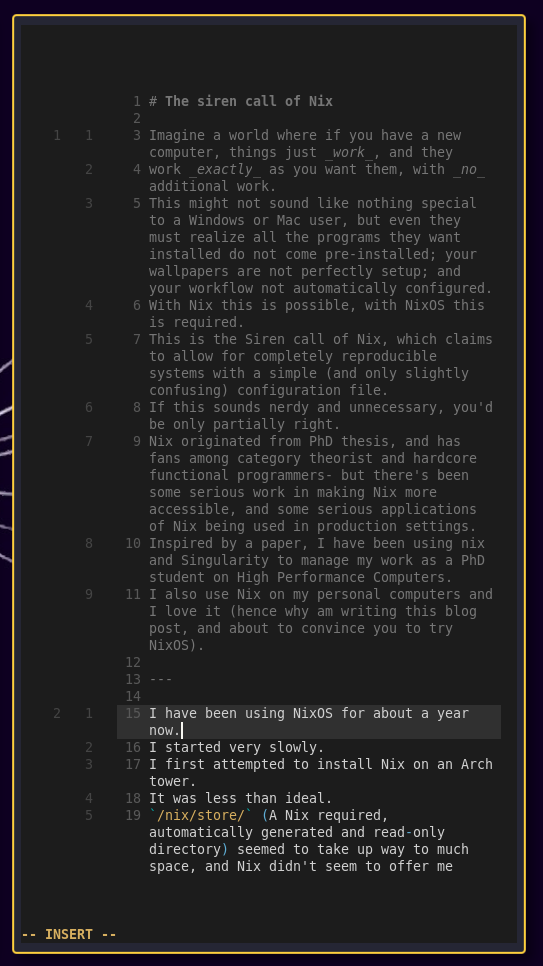 1 # The siren call of Nix
2
1 1 3 Imagine a world where if you have a new
computer, things just _work_, and they
2 4 work _exactly_ as you want them, with _no_
additional work.
3 5 This might not sound like nothing special
to a Windows or Mac user, but even they
must realize all the programs they want
installed do not come pre-installed; your
wallpapers are not perfectly setup; and
your workflow not automatically configured.
4 6 With Nix this is possible, with NixOS this
is required.
5 7 This is the Siren call of Nix, which claims
to allow for completely reproducible
systems with a simple (and only slightly
confusing) configuration file.
6 8 If this sounds nerdy and unnecessary, you'd
be only partially right.
7 9 Nix originated from PhD thesis, and has
fans among category theorist and hardcore
functional programmers- but there's been
some serious work in making Nix more
accessible, and some serious applications
of Nix being used in production settings.
8 10 Inspired by a paper, I have been using nix
and Singularity to manage my work as a PhD
student on High Performance Computers.
9 11 I also use Nix on my personal computers and
I love it (hence why am writing this blog
post, and about to convince you to try
NixOS).
12
13 ---
14
2 1 15 I have been using NixOS for about a year
now.
2 16 I started very slowly.
3 17 I first attempted to install Nix on an Arch
tower.
4 18 It was less than ideal.
5 19 `/nix/store/` (A Nix required,
automatically generated and read-only
directory) seemed to take up way to much
space, and Nix didn't seem to offer me
-- INSERT --